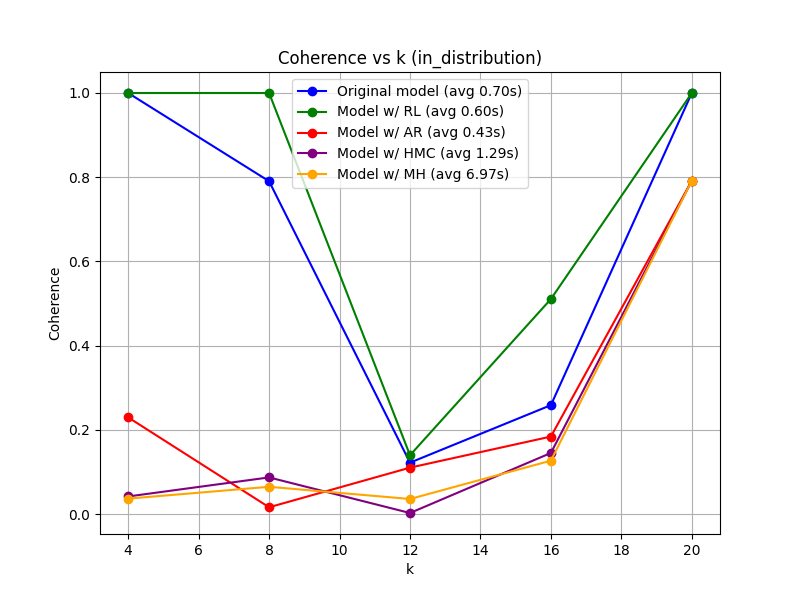 Coherence vs k (in_distribution)
Original model (avg 0.70s)
Model w/ RL (avg 0.60s)
Model w/ AR (avg 0.43s)
Model w/ HMC (avg 1.29s)
Model w/ MH (avg 6.97s)
1.0
0.8
0.6
0.4
0.2
0.0
Coherence
4 6 8 10 12 14 16 18 20
k